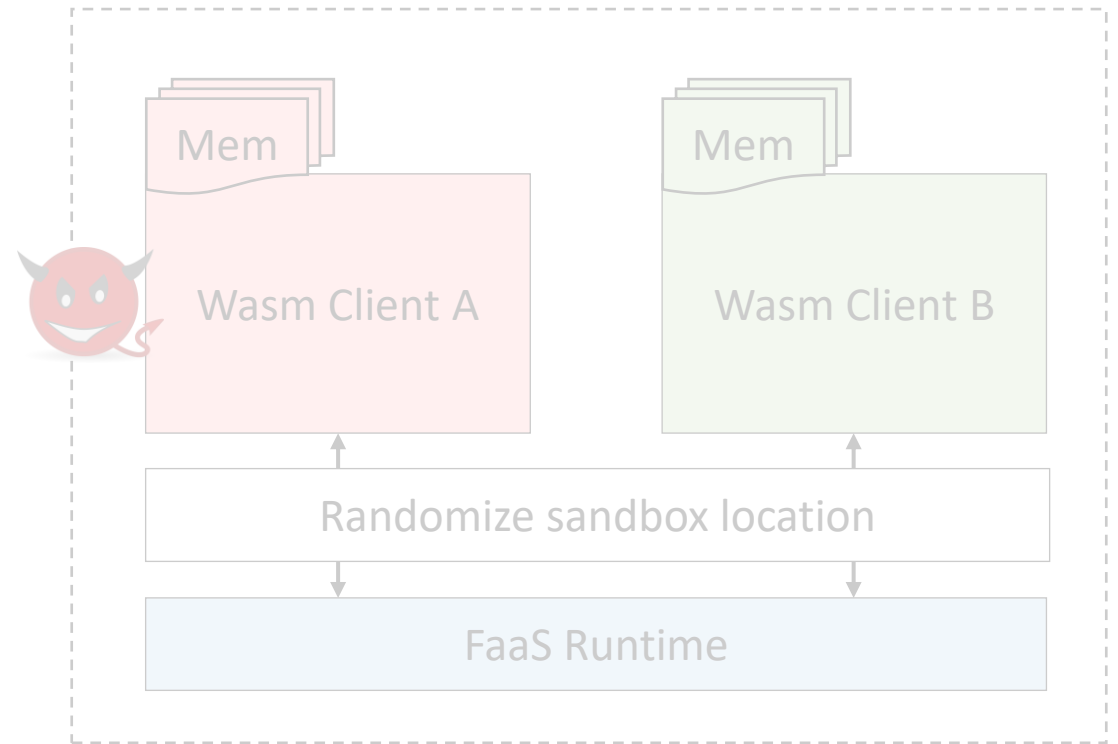 Mem
Mem
Wasm Client A
Wasm Client B
Randomize sandbox location
FaaS Runtime